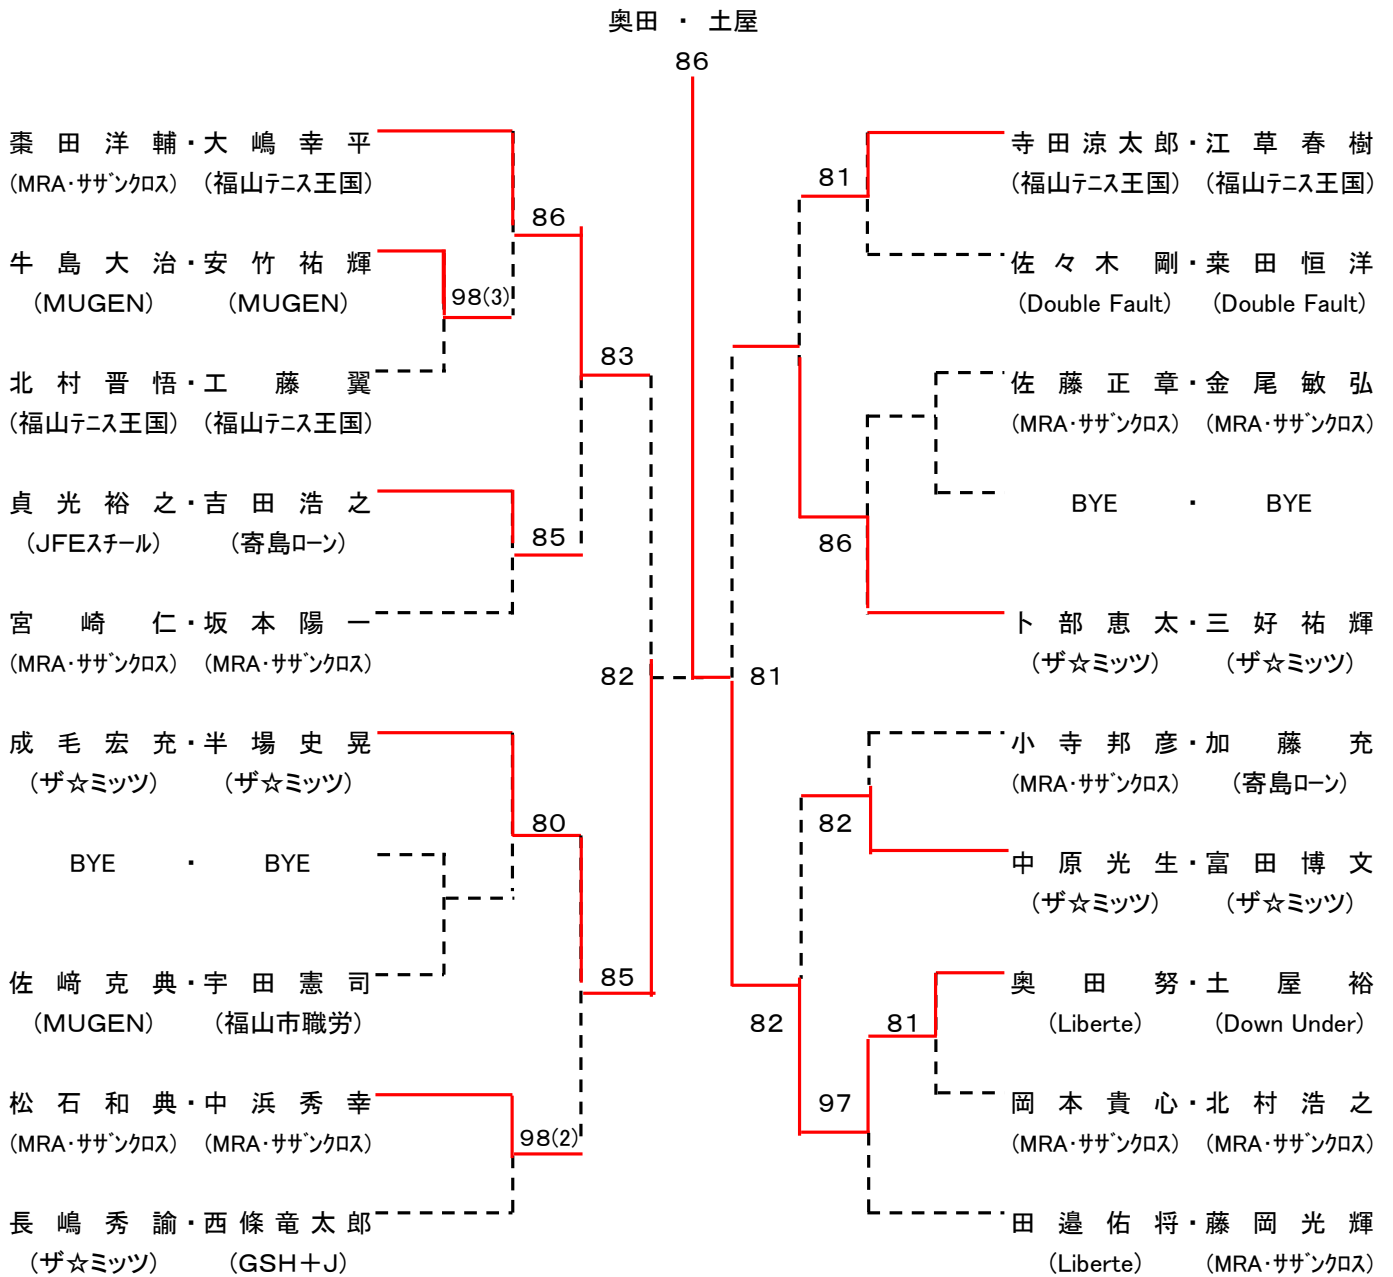 奥田 ・ 土屋
86
棗田洋輔・大嶋幸平
(MRA・サザンクロス) (福山テニス王国)
86
牛島大治・安竹祐輝
(MUGEN) (MUGEN)
98(3)
83
北村晋悟・工藤翼
(福山テニス王国) (福山テニス王国)
貞光裕之・吉田浩之
(JFEスチール) (寄島ローン)
85
宮崎仁・坂本陽一
(MRA・サザンクロス) (MRA・サザンクロス)
82
成毛宏充・半場史晃
(ザ☆ミッツ) (ザ☆ミッツ)
80
BYE ・ BYE
佐﨑克典・宇田憲司
(MUGEN) (福山市職労)
85
松石和典・中浜秀幸
(MRA・サザンクロス) (MRA・サザンクロス)
98(2)
長嶋秀諭・西條竜太郎
(ザ☆ミッツ) (GSH+J)
寺田涼太郎・江草春樹
(福山テニス王国) (福山テニス王国)
81
佐々木剛・桒田恒洋
(Double Fault) (Double Fault)
佐藤正章・金尾敏弘
(MRA・サザンクロス) (MRA・サザンクロス)
BYE ・ BYE
86
卜部恵太・三好祐輝
(ザ☆ミッツ) (ザ☆ミッツ)
81
小寺邦彦・加藤充
(MRA・サザンクロス) (寄島ローン)
82
中原光生・富田博文
(ザ☆ミッツ) (ザ☆ミッツ)
奥田努・土屋裕
(Liberte) (Down Under)
81
82
岡本貴心・北村浩之
(MRA・サザンクロス) (MRA・サザンクロス)
97
田邉佑将・藤岡光輝
(Liberte) (MRA・サザンクロス)